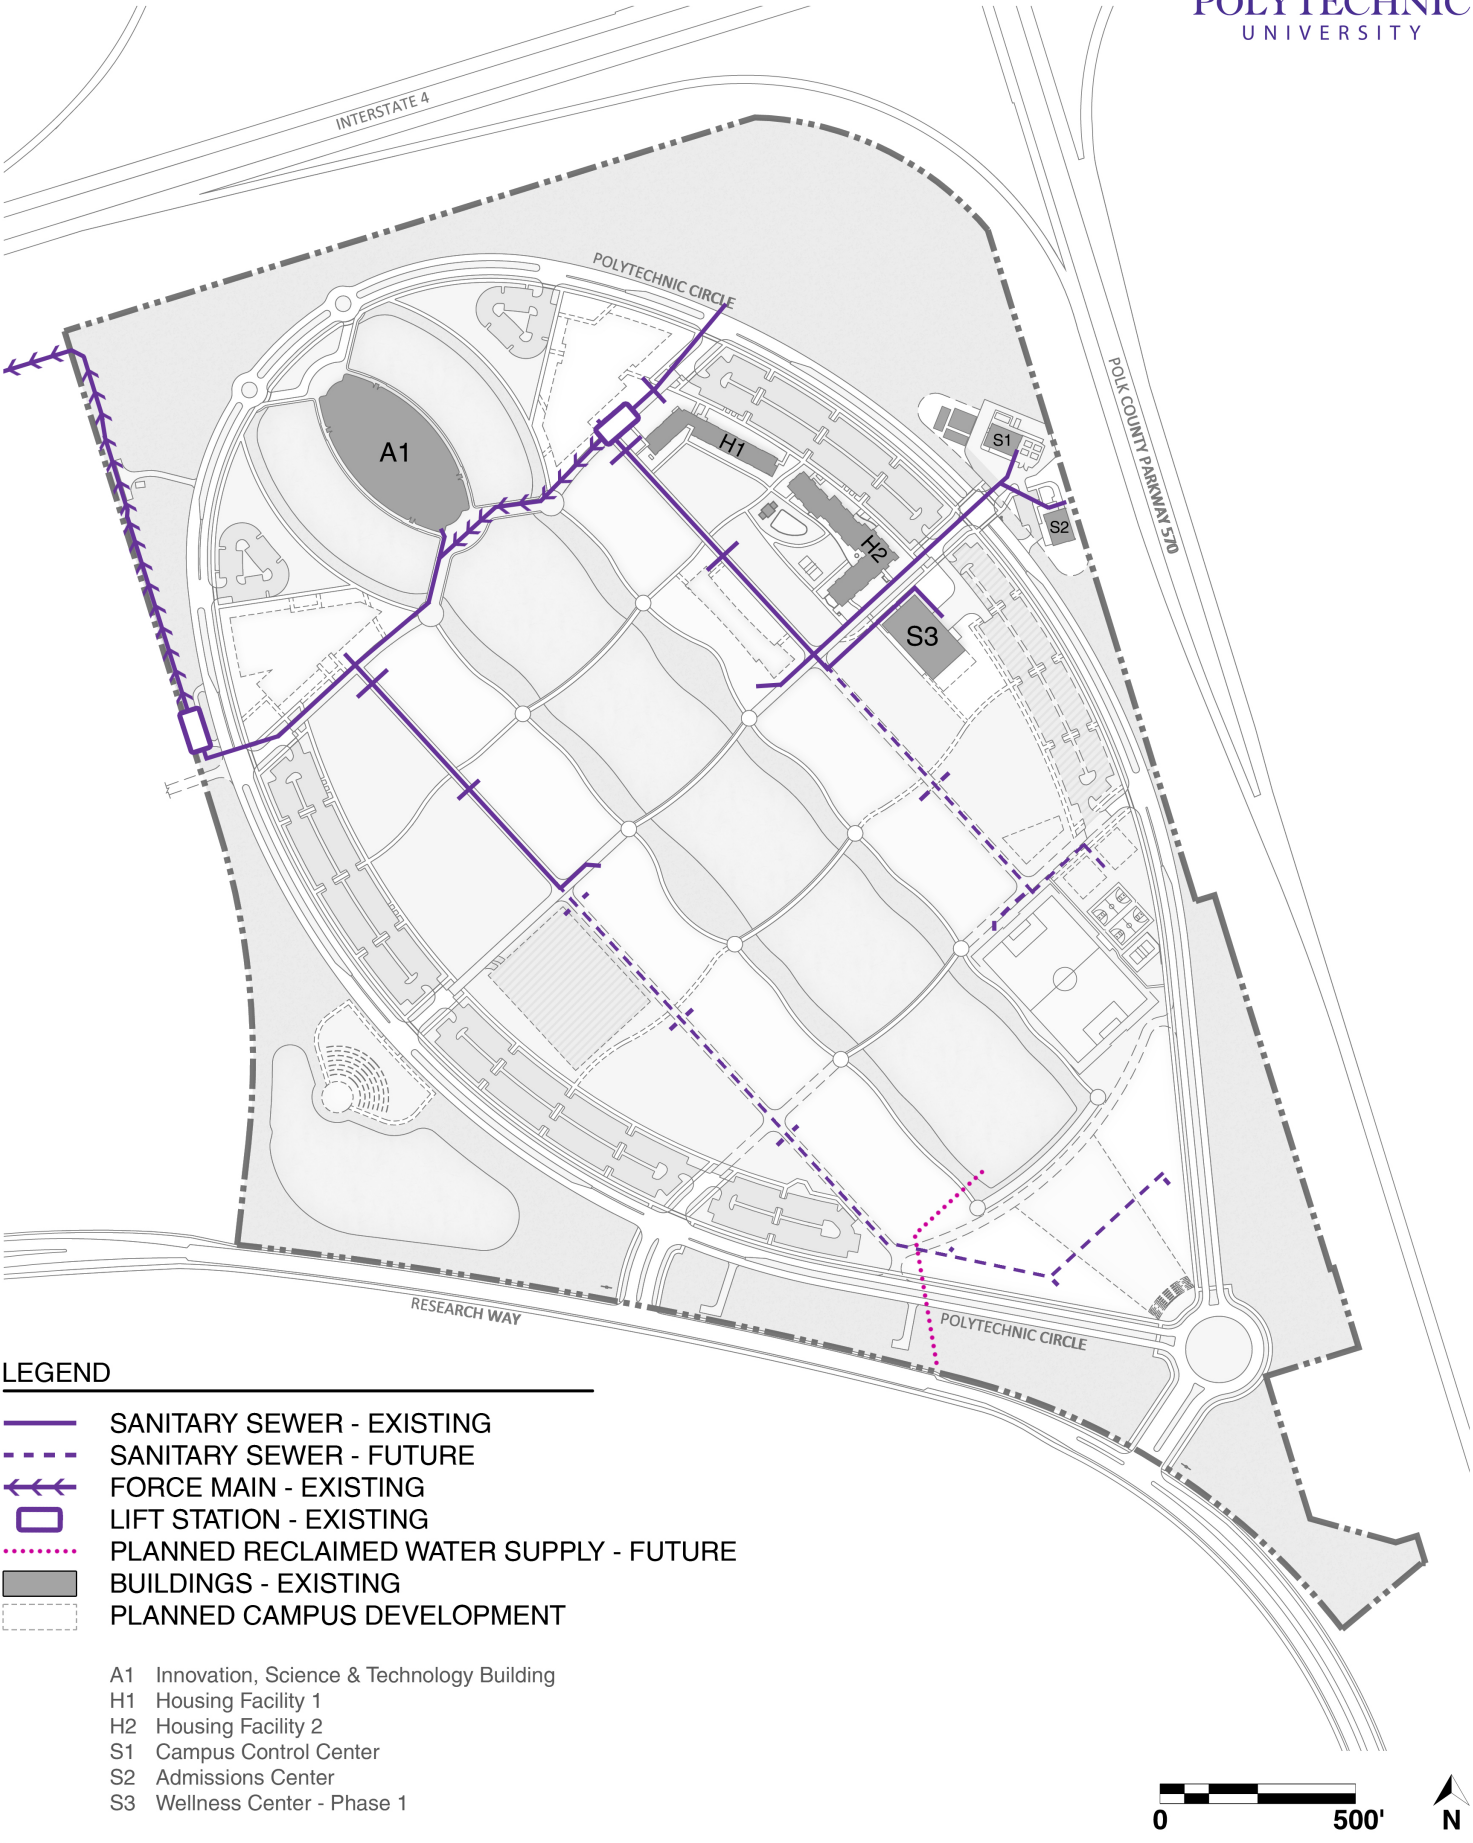 POLYTECHNIC
UNIVERSITY
INTERSTATE 4
POLYTECHNIC CIRCLE
POLK COUNTY PARKWAY 570
A1
H1
S1
S2
H2
S3
RESEARCH WAY
POLYTECHNIC CIRCLE
LEGEND
SANITARY SEWER - EXISTING
SANITARY SEWER - FUTURE
FORCE MAIN - EXISTING
LIFT STATION - EXISTING
PLANNED RECLAIMED WATER SUPPLY - FUTURE
BUILDINGS - EXISTING
PLANNED CAMPUS DEVELOPMENT
A1 Innovation, Science & Technology Building
H1 Housing Facility 1
H2 Housing Facility 2
S1 Campus Control Center
S2 Admissions Center
S3 Wellness Center - Phase 1
0 500' N